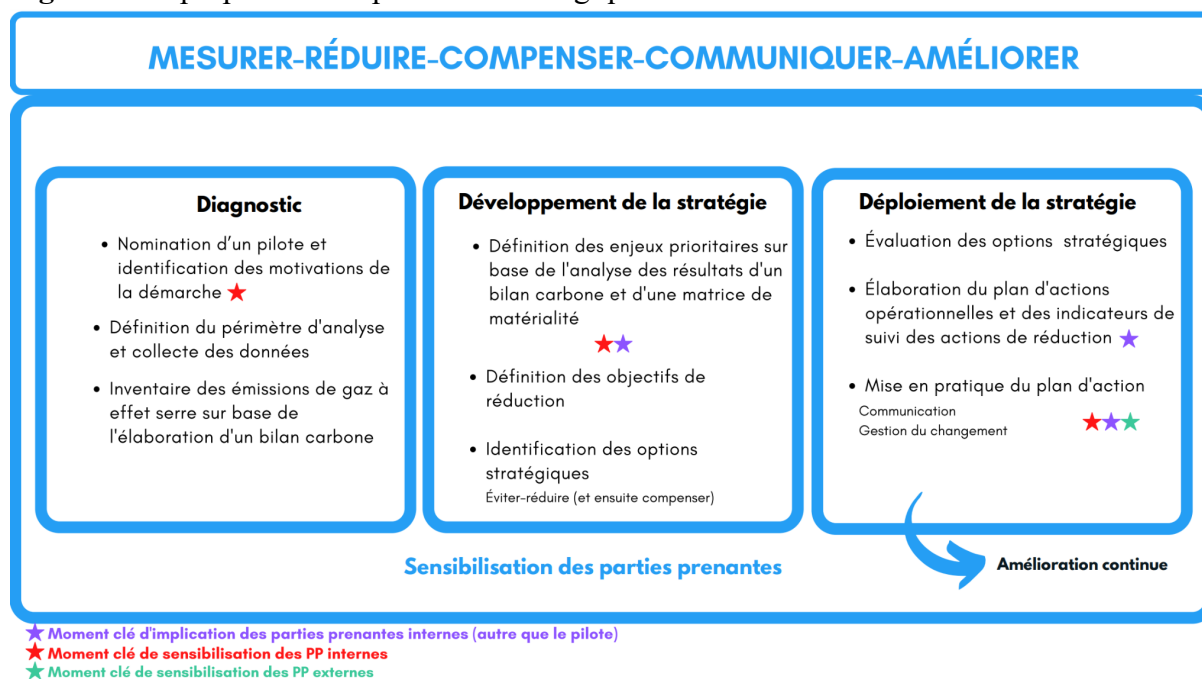 MESURER-RÉDUIRE-COMPENSER-COMMUNIQUER-AMÉLIORER
Diagnostic
• Nomination d'un pilote et
identification des motivations de
la démarche
• Définition du périmètre d'analyse
et collecte des données
• Inventaire des émissions de gaz à
effet serre sur base de
l'élaboration d'un bilan carbone
Développement de la stratégie
• Définition des enjeux prioritaires sur
base de l'analyse des résultats d'un
bilan carbone et d'une matrice de
matérialité
• Définition des objectifs de
réduction
• Identification des options
stratégiques
Éviter-réduire (et ensuite compenser)
Déploiement de la stratégie
• Évaluation des options stratégiques
• Élaboration du plan d'actions
opérationnelles et des indicateurs de
suivi des actions de réduction
• Mise en pratique du plan d'action
Communication
Gestion du changement
Sensibilisation des parties prenantes
Amélioration continue
Moment clé d'implication des parties prenantes internes (autre que le pilote)
Moment clé de sensibilisation des PP internes
Moment clé de sensibilisation des PP externes